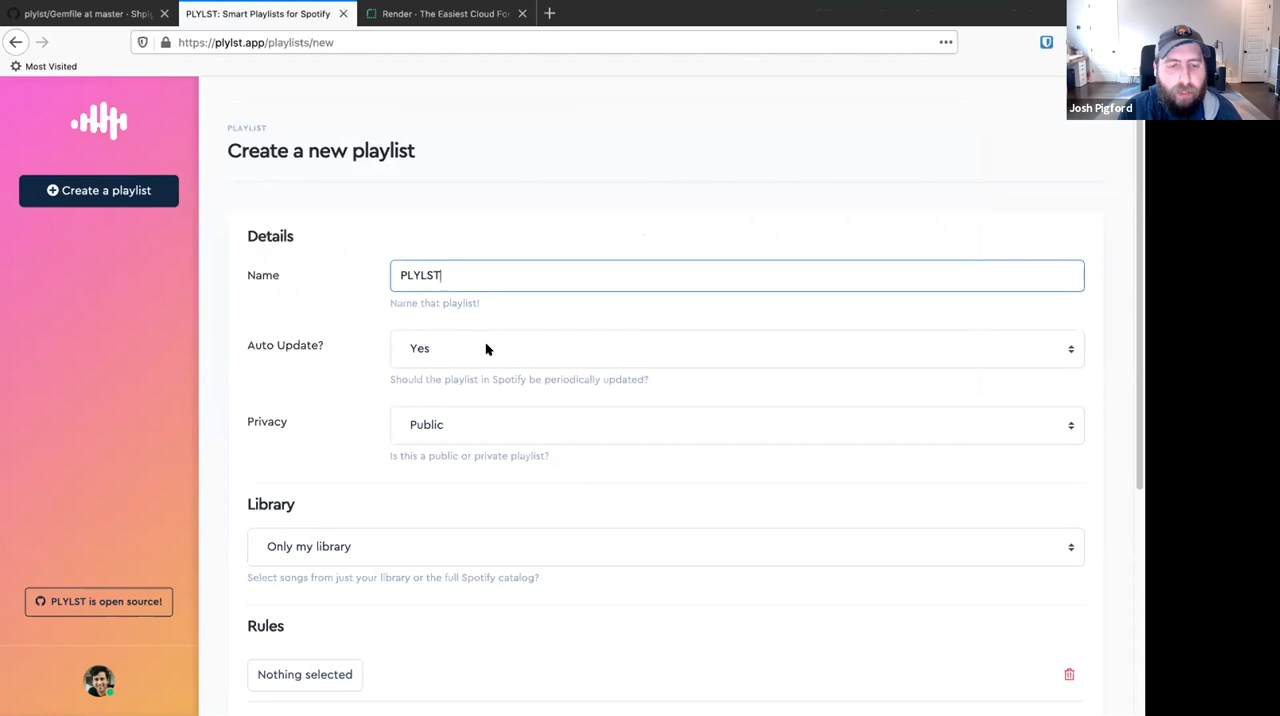 plylst/Gemfile at master · Shpig
PLYLST: Smart Playlists for Spotify
Render · The Easiest Cloud For
https://plylst.app/playlists/new
Most Visited
Josh Pigford
PLAYLIST
Create a new playlist
Create a playlist
Details
Name
PLYLST
Name that playlist!
Auto Update?
Yes
Should the playlist in Spotify be periodically updated?
Privacy
Public
Is this a public or private playlist?
Library
Only my library
Select songs from just your library or the full Spotify catalog?
PLYLST is open source!
Rules
Nothing selected